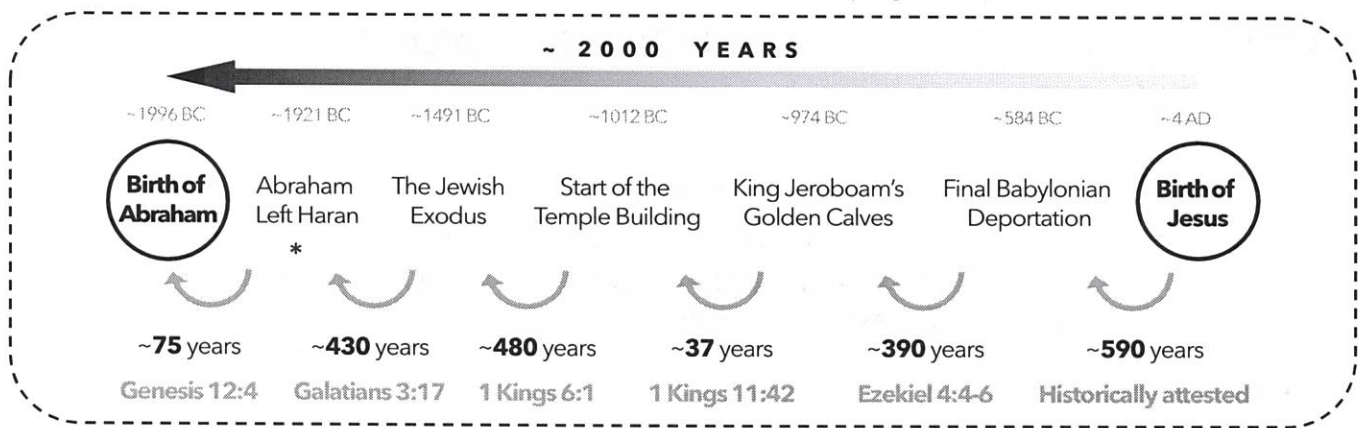 ~ 2000 YEARS
~1996 BC ~1921 BC ~1491 BC ~1012 BC ~974 BC ~584 BC ~4 AD
Birth of Abraham The Jewish Start of the King Jeroboam's Final Babylonian Birth of
Abraham Left Haran Exodus Temple Building Golden Calves Deportation Jesus
*
~75 years ~430 years ~480 years ~37 years ~390 years ~590 years
Genesis 12:4 Galatians 3:17 1 Kings 6:1 1 Kings 11:42 Ezekiel 4:4-6 Historically attested